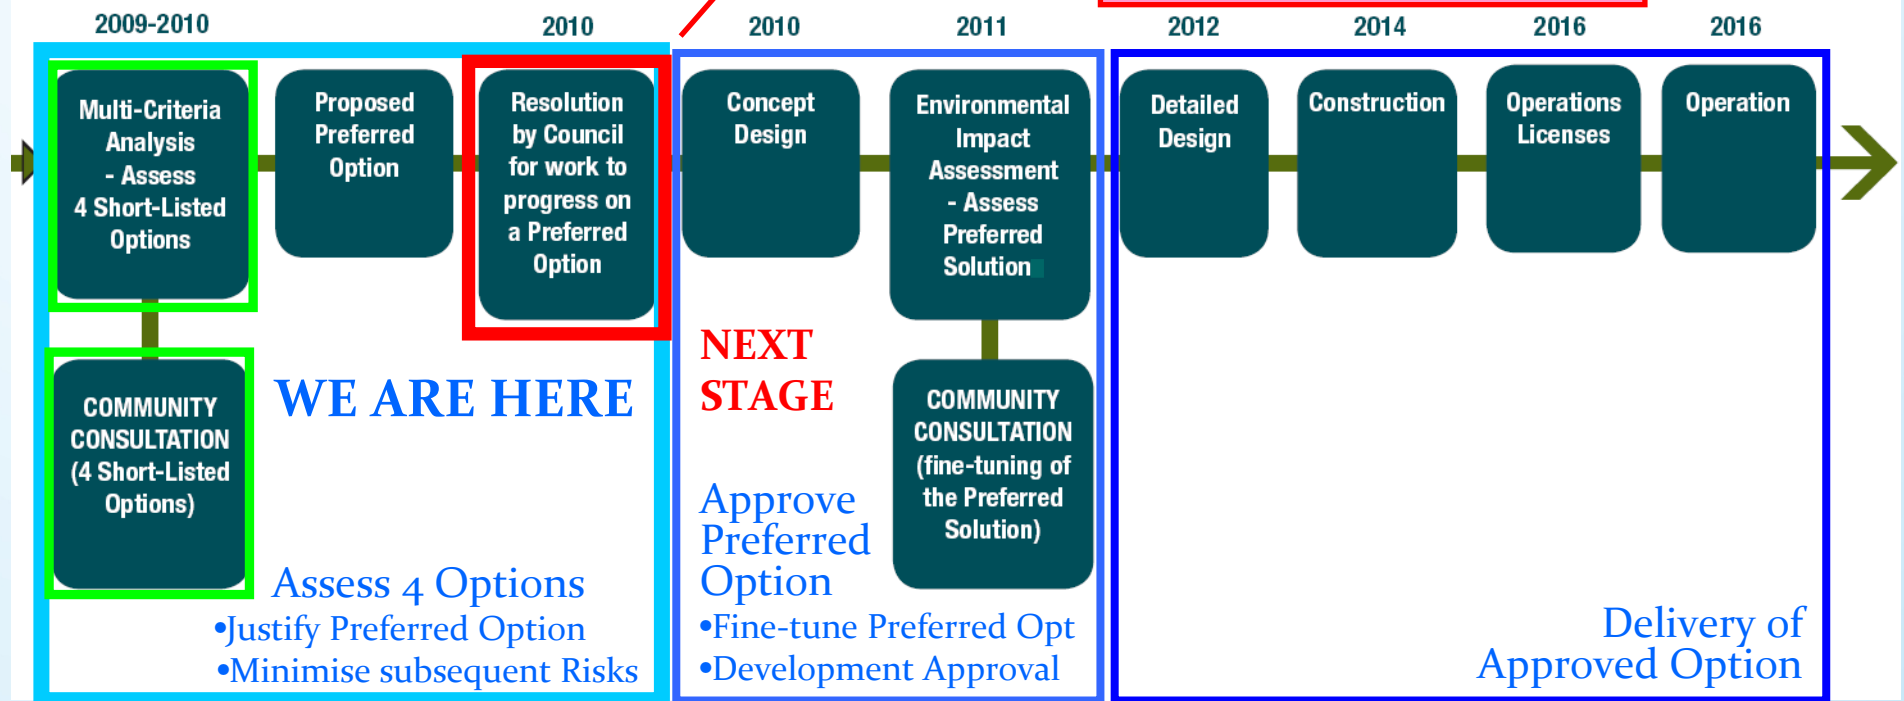 2009-2010
2010
2010
2011
2012
2014
2016
2016
Multi-Criteria
Analysis
- Assess
4 Short-Listed
Options
Proposed
Preferred
Option
Resolution
by Council
for work to
progress on
a Preferred
Option
Concept
Design
Environmental
Impact
Assessment
- Assess
Preferred
Solution
Detailed
Design
Construction
Operations
Licenses
Operation
COMMUNITY
CONSULTATION
(4 Short-Listed
Options)
WE ARE HERE
Assess 4 Options
•Justify Preferred Option
•Minimise subsequent Risks
NEXT
STAGE
Approve
Preferred
Option
•Fine-tune Preferred Opt
•Development Approval
COMMUNITY
CONSULTATION
(fine-tuning of
the Preferred
Solution)
Delivery of
Approved Option